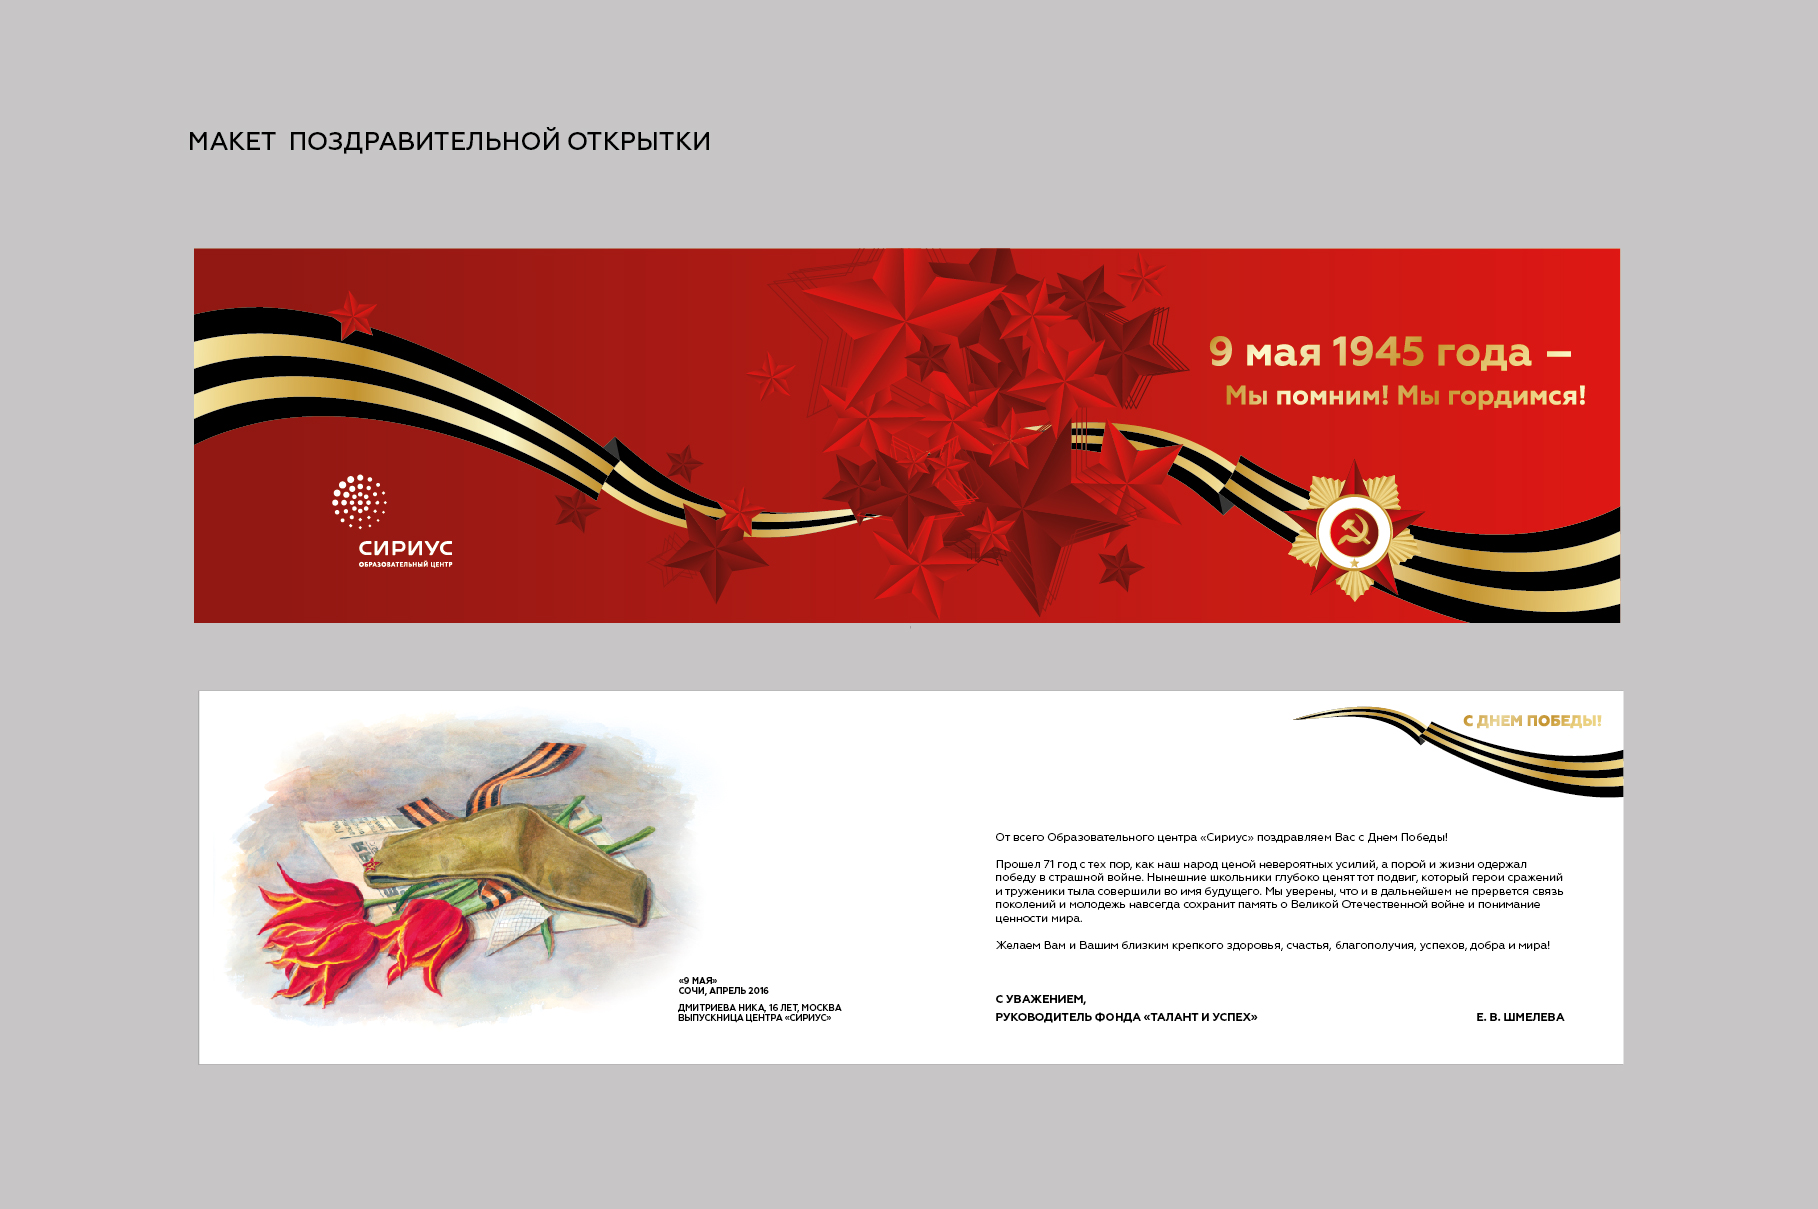 МАКЕТ ПОЗДРАВИТЕЛЬНОЙ ОТКРЫТКИ
9 мая 1945 года –
Мы помним! Мы гордимся!
СИРИУС
ОБРАЗОВАТЕЛЬНЫЙ ЦЕНТР
С ДНЕМ ПОБЕДЫ!
От всего Образовательного центра «Сириус» поздравляем Вас с Днем Победы!
Прошел 71 год с тех пор, как наш народ ценой невероятных усилий, а порой и жизни одержал
победу в страшной войне. Нынешние школьники глубоко ценят тот подвиг, который герои сражений
и труженики тыла совершили во имя будущего. Мы уверены, что и в дальнейшем не прервется связь
поколений и молодежь навсегда сохранит память о Великой Отечественной войне и понимание
ценности мира.
Желаем Вам и Вашим близким крепкого здоровья, счастья, благополучия, успехов, добра и мира!
«9 МАЯ»
СОЧИ, АПРЕЛЬ 2016
ДМИТРИЕВА НИКА, 16 ЛЕТ, МОСКВА
ВЫПУСКНИЦА ЦЕНТРА «СИРИУС»
С УВАЖЕНИЕМ,
РУКОВОДИТЕЛЬ ФОНДА «ТАЛАНТ И УСПЕХ» Е. В. ШМЕЛЕВА